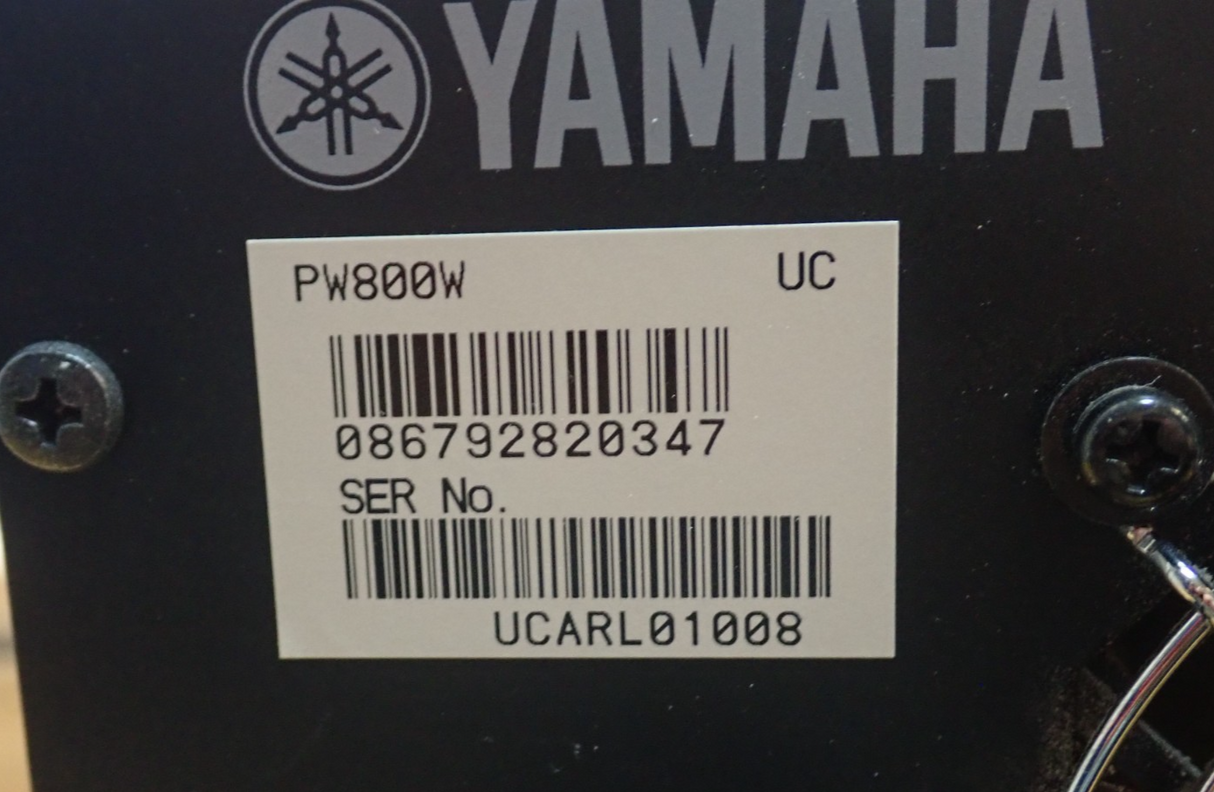 YAMAHA
PW800W UC
086792820347
SER No.
UCARL01008